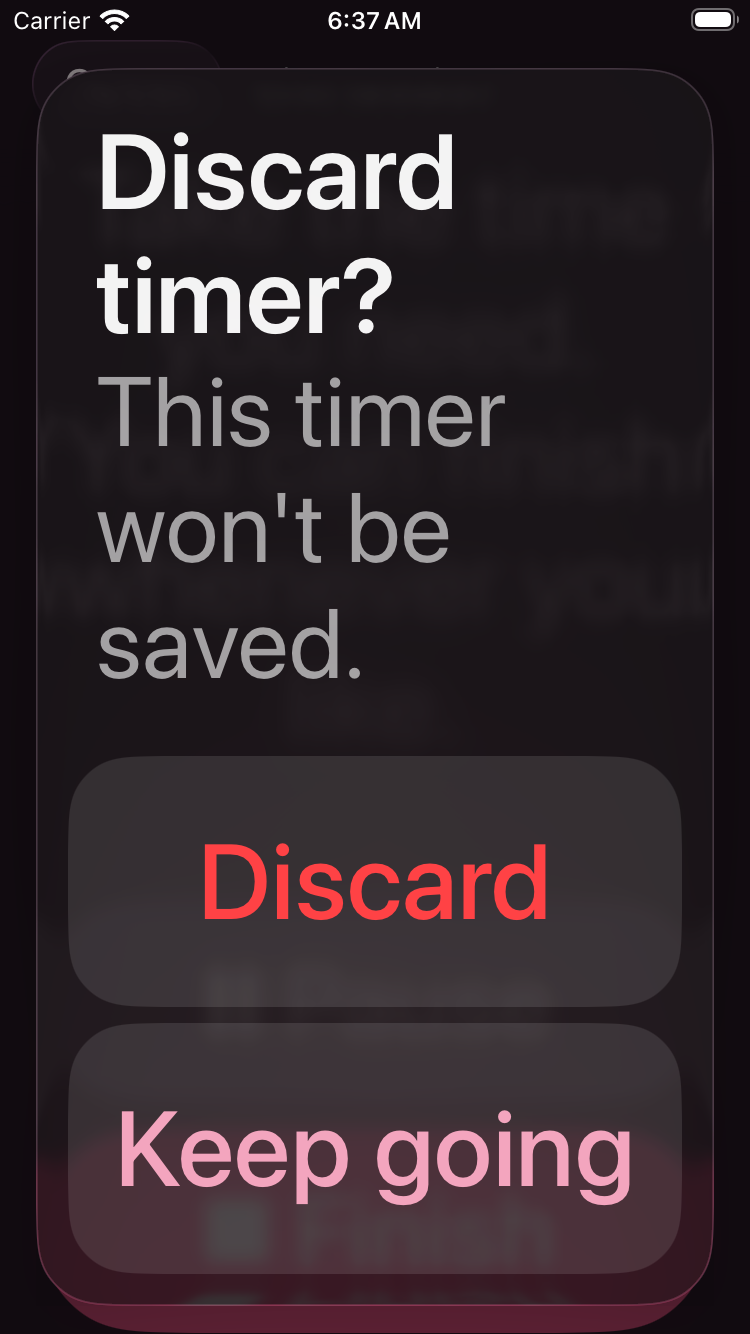 Carrier
6:37 AM
Discard
timer?
This timer
won't be
saved.
Discard
Keep going